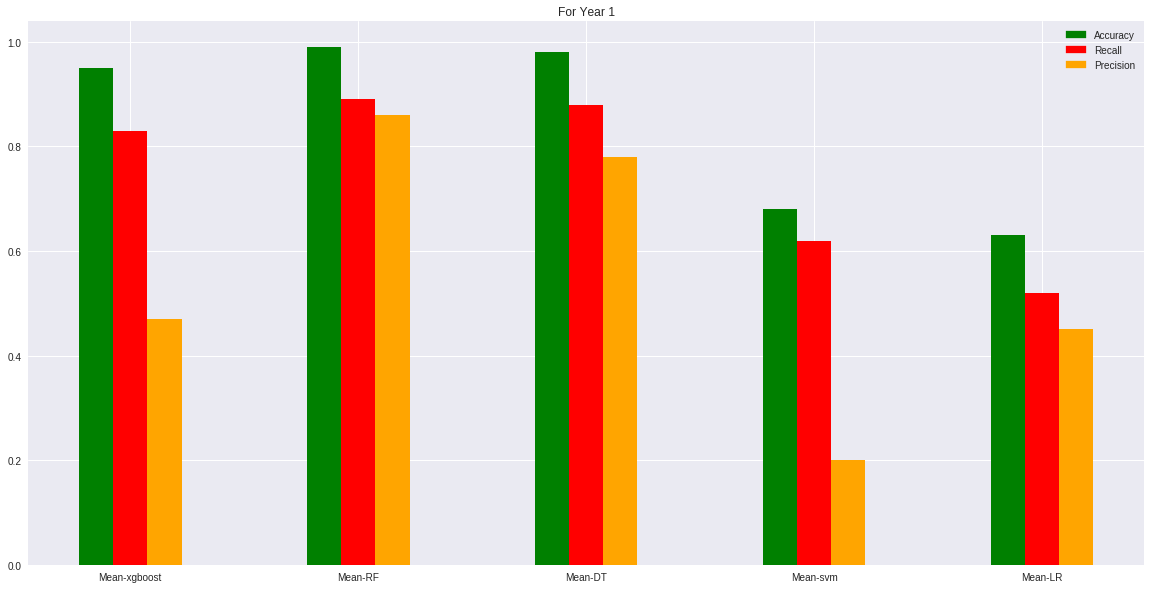 For Year 1
Accuracy
Recall
Precision
1.0
0.8
0.6
0.4
0.2
0.0
Mean-xgboost Mean-RF Mean-DT Mean-svm Mean-LR